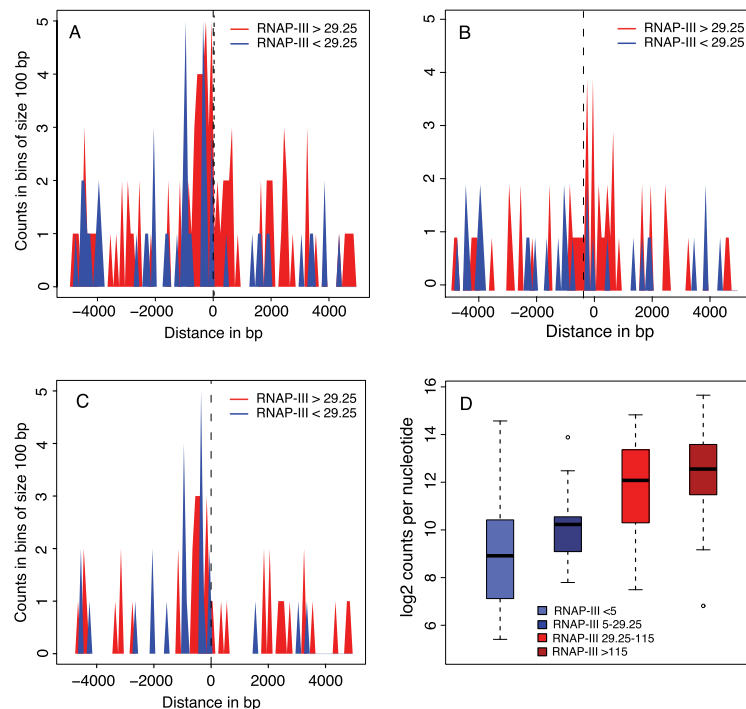 A
RNAP-III > 29.25
RNAP-III < 29.25
Counts in bins of size 100 bp
0 1 2 3 4 5
−4000 −2000 0 2000 4000
Distance in bp
B
RNAP-III > 29.25
RNAP-III < 29.25
0 1 2 3 4 5
−4000 −2000 0 2000 4000
Distance in bp
C
RNAP-III > 29.25
RNAP-III < 29.25
Counts in bins of size 100 bp
0 1 2 3 4 5
−4000 −2000 0 2000 4000
Distance in bp
D
log2 counts per nucleotide
6 8 10 12 14 16
RNAP-III <5
RNAP-III 5-29.25
RNAP-III 29.25-115
RNAP-III >115